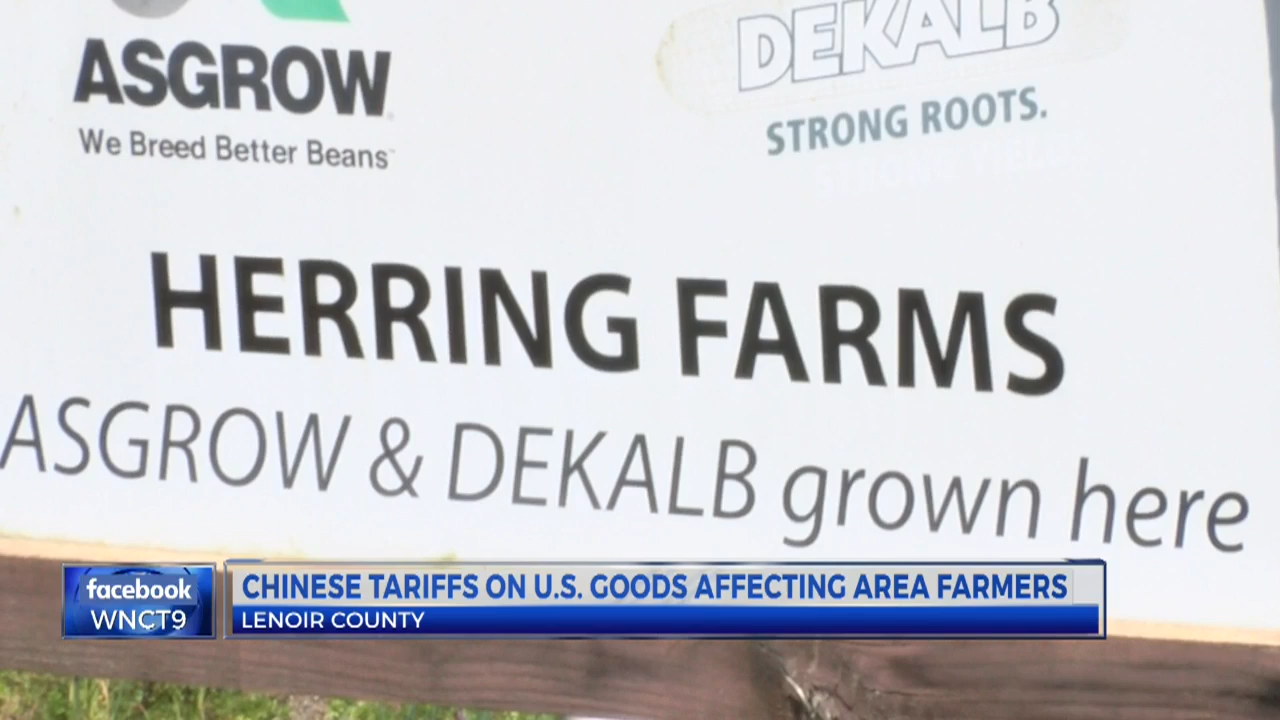 ASGROW
We Breed Better Beans
DEKALB
STRONG ROOTS.
HERRING FARMS
ASGROW & DEKALB grown here
facebook
WNCT9
CHINESE TARIFFS ON U.S. GOODS AFFECTING AREA FARMERS
LENOIR COUNTY